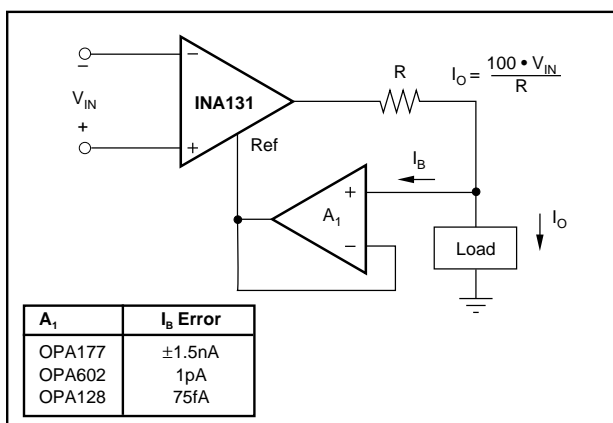 −
−
V_IN
+
+
INA131
Ref
R
I_O = 100 • V_IN / R
I_B
A_1
+
−
Load
I_O
A_1 I_B Error
OPA177 ±1.5nA
OPA602 1pA
OPA128 75fA